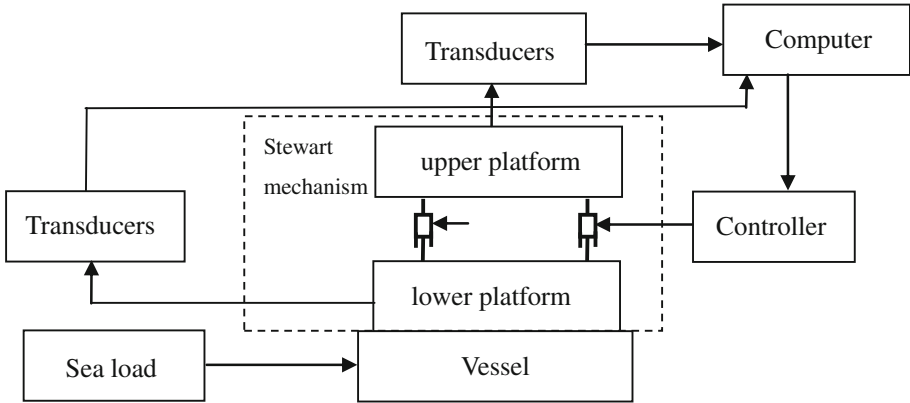 Transducers
Computer
Stewart
mechanism
upper platform
Transducers
Controller
lower platform
Sea load
Vessel